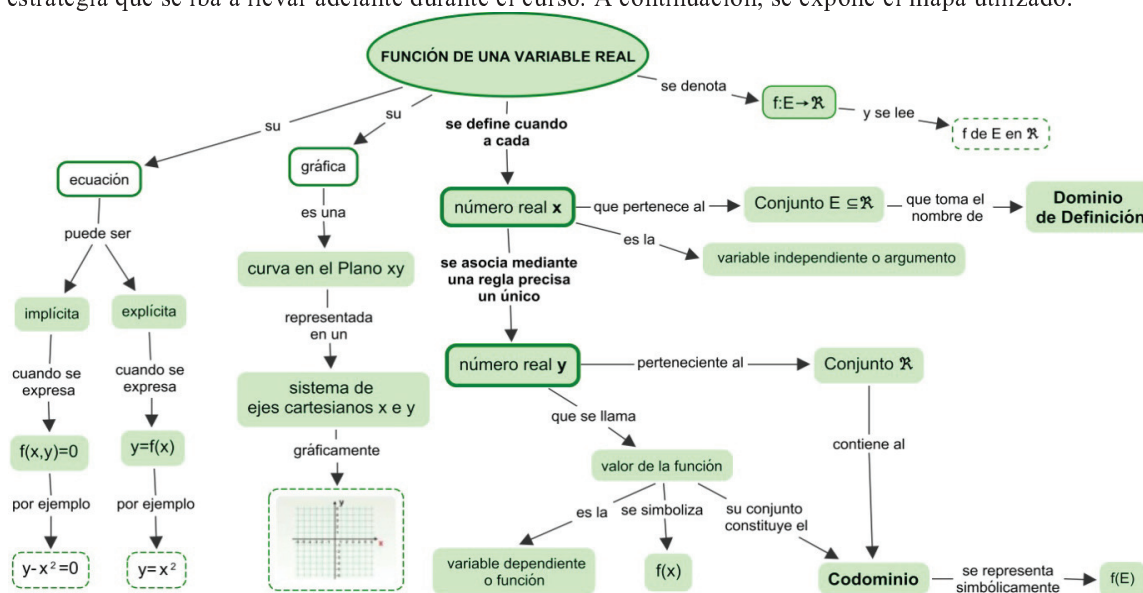 estrategia que se iba a llevar adelante durante el curso. A continuación, se expone el mapa utilizado:
FUNCIÓN DE UNA VARIABLE REAL
su
ecuación
puede ser
implícita
cuando se
expresa
f(x,y)=0
por ejemplo
y-x²=0
explícita
cuando se
expresa
y=f(x)
por ejemplo
y=x²
su
gráfica
es una
curva en el Plano xy
representada
en un
sistema de
ejes cartesianos x e y
gráficamente
y
x
se define cuando
a cada
número real x
que pertenece al
Conjunto E ⊆ℜ
que toma el
nombre de
Dominio
de Definición
es la
variable independiente o argumento
se asocia mediante
una regla precisa
un único
número real y
perteneciente al
Conjunto ℜ
contiene al
que se llama
valor de la función
es la
variable dependiente
o función
se simboliza
f(x)
su conjunto
constituye el
Codominio
se representa
simbólicamente
f(E)
se denota
f:E→ℜ
y se lee
f de E en ℜ